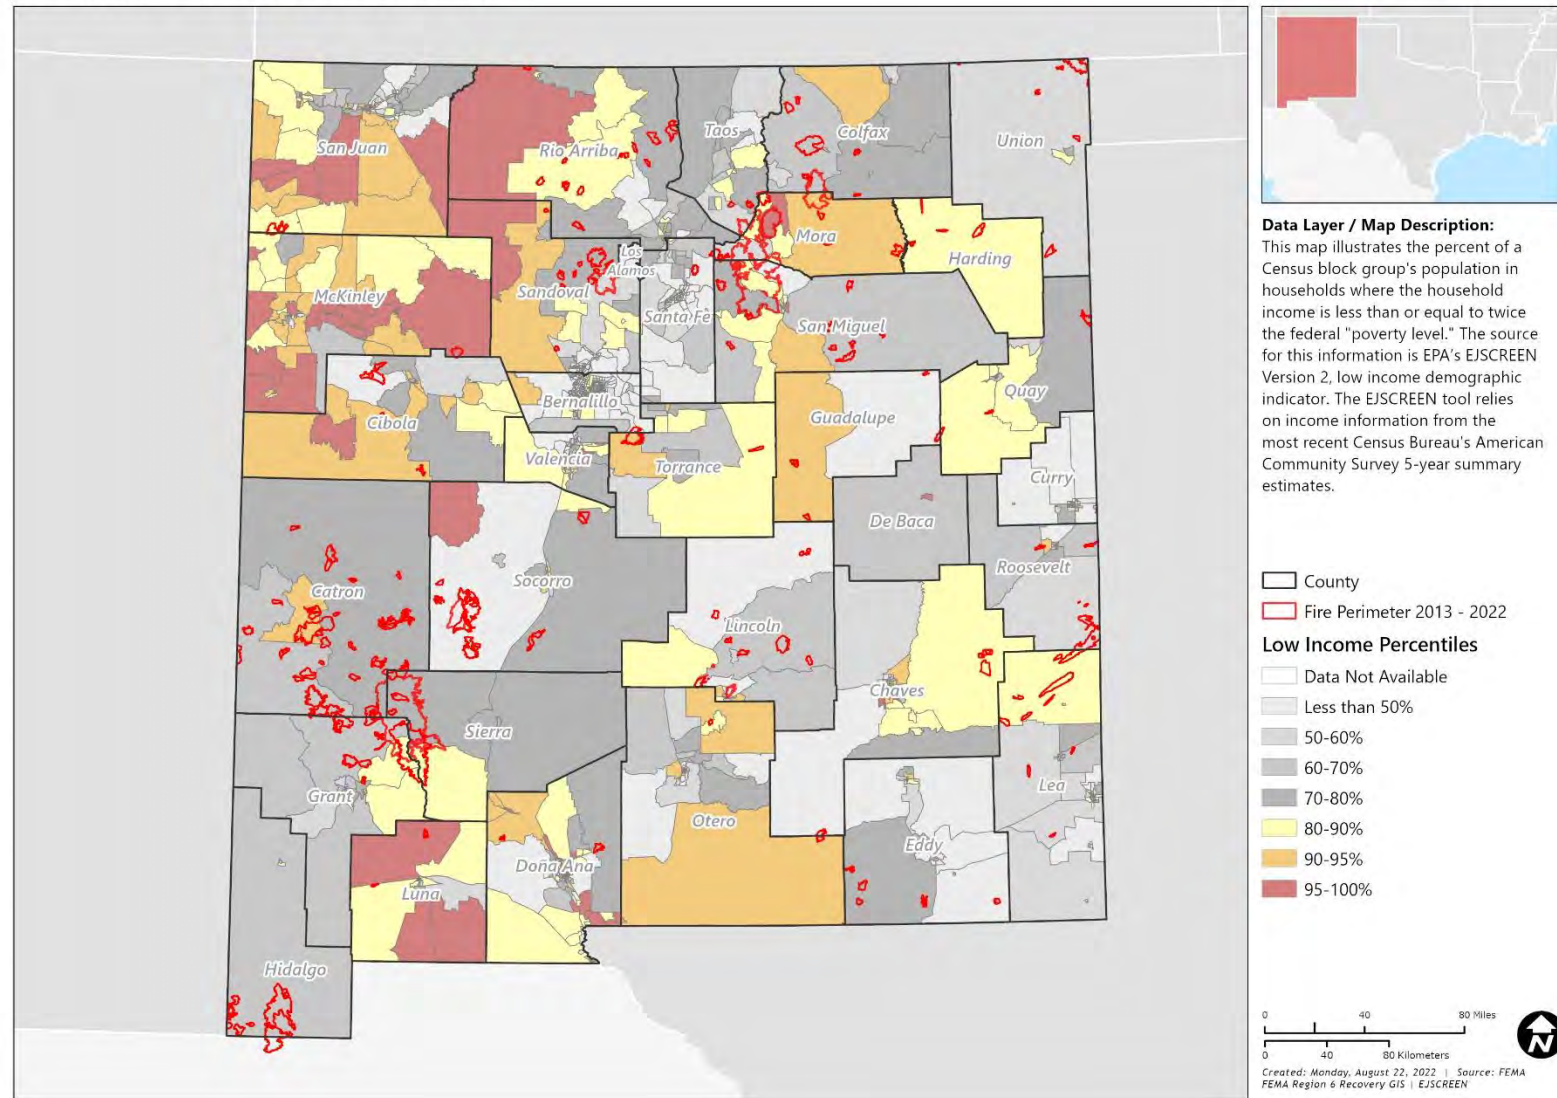 San Juan
Rio Arriba
Taos
Colfax
Union
Mora
Harding
Los
Alamos
McKinley
Sandoval
Santa Fe
San Miguel
Quay
Bernalillo
Guadalupe
Cibola
Valencia
Torrance
Curry
De Baca
Roosevelt
Catron
Socorro
Lincoln
Chaves
Sierra
Grant
Lea
Otero
Eddy
Doña Ana
Luna
Hidalgo
Data Layer / Map Description:
This map illustrates the percent of a
Census block group's population in
households where the household
income is less than or equal to twice
the federal "poverty level." The source
for this information is EPA's EJSCREEN
Version 2, low income demographic
indicator. The EJSCREEN tool relies
on income information from the
most recent Census Bureau's American
Community Survey 5-year summary
estimates.
County
Fire Perimeter 2013 - 2022
Low Income Percentiles
Data Not Available
Less than 50%
50-60%
60-70%
70-80%
80-90%
90-95%
95-100%
0 40 80 Miles
0 40 80 Kilometers
N
Created: Monday, August 22, 2022 | Source: FEMA
FEMA Region 6 Recovery GIS | EJSCREEN